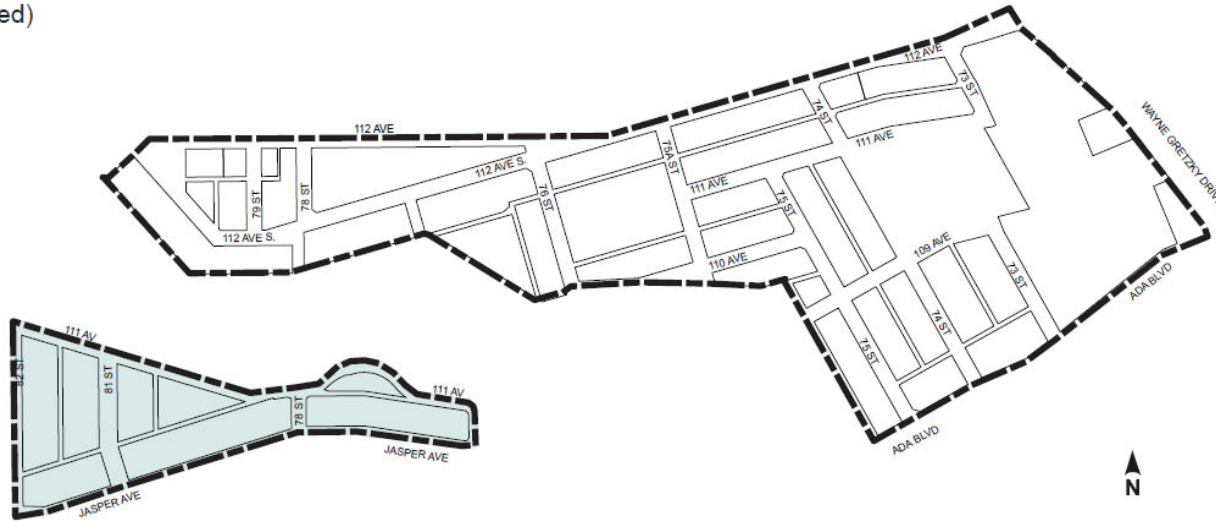 ed)
112 AVE
73 ST
WAYNE GRETZKY DRIV
74 ST
112 AVE
111 AVE
75A ST
112 AVE S.
78 ST
79 ST
76 ST
111 AVE
75 ST
112 AVE S.
110 AVE
109 AVE
73 ST
ADA BLVD
74 ST
75 ST
ADA BLVD
111 AV
82 ST
81 ST
78 ST
111 AV
JASPER AVE
JASPER AVE
N